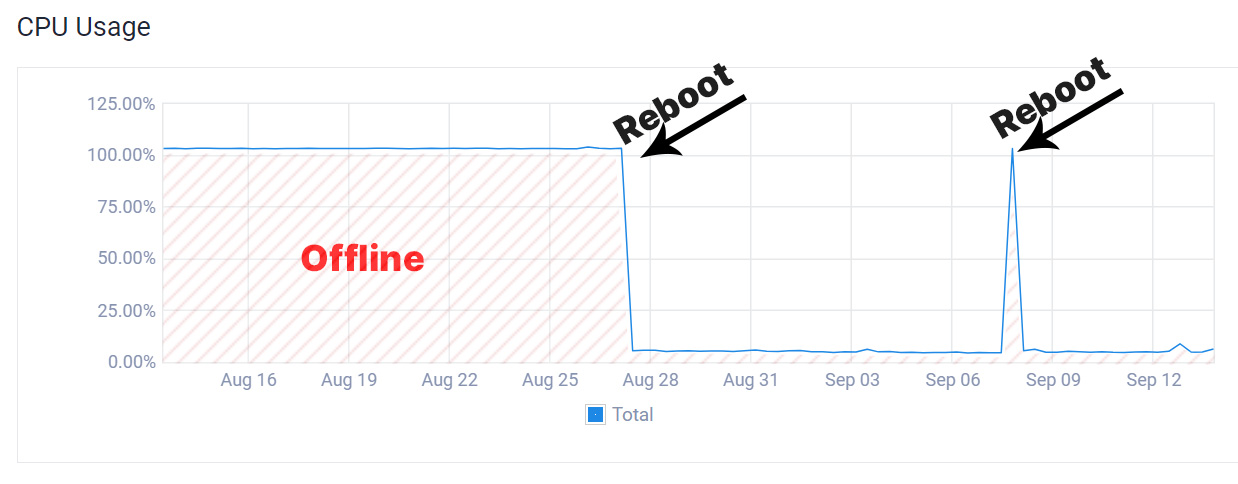 CPU Usage
Reboot
Reboot
125.00%
100.00%
75.00%
Offline
50.00%
25.00%
0.00%
Aug 16 Aug 19 Aug 22 Aug 25 Aug 28 Aug 31 Sep 03 Sep 06 Sep 09 Sep 12
Total